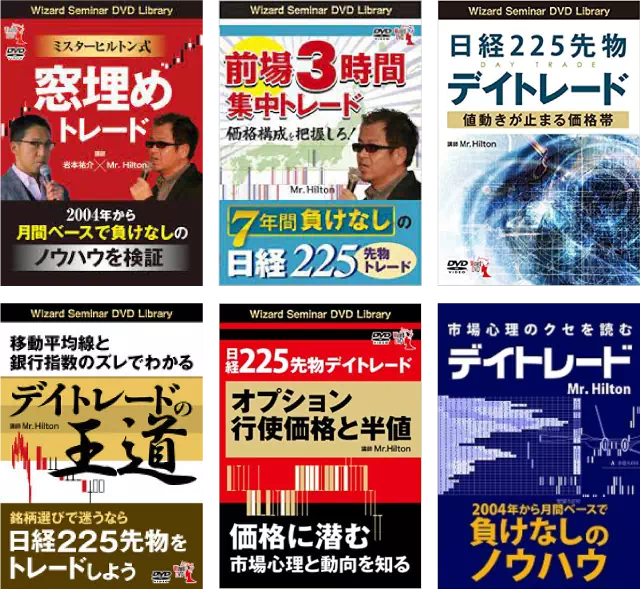 Wizard Seminar DVD Library
ミスターヒルトン式
DVD
VIDEO
窓埋め
トレード
講師
岩本祐介×Mr. Hilton
2004年から
月間ベースで負けなしの
ノウハウを検証
Wizard Seminar DVD Library
DVD
VIDEO
前場3時間
集中トレード
価格構成を把握しろ!
Mr. Hilton
7年間負けなしの
日経225先物
トレード
Wizard Seminar DVD Library
日経225先物
DAY TRADE
デイトレード
値動きが止まる価格帯
講師 Mr.Hilton
DVD
VIDEO
Wizard Seminar DVD Library
移動平均線と
銀行指数のズレでわかる
デイトレードの
講師 Mr.Hilton
王道
銘柄選びで迷うなら
日経225先物を
トレードしよう
DVD
VIDEO
Wizard Seminar DVD Library
DVD
VIDEO
日経225先物デイトレード
オプション
行使価格と半値
講師 Mr.Hilton
価格に潜む
市場心理と動向を知る
市場心理のクセを読む
デイトレード
Mr. Hilton
2004年から月間ベースで
負けなしの
ノウハウ